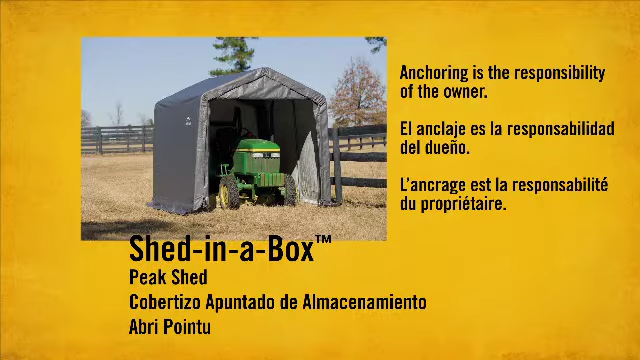 Anchoring is the responsibility
of the owner.
El anclaje es la responsabilidad
del dueño.
L'ancrage est la responsabilité
du propriétaire.
Shed-in-a-Box™
Peak Shed
Cobertizo Apuntado de Almacenamiento
Abri Pointu